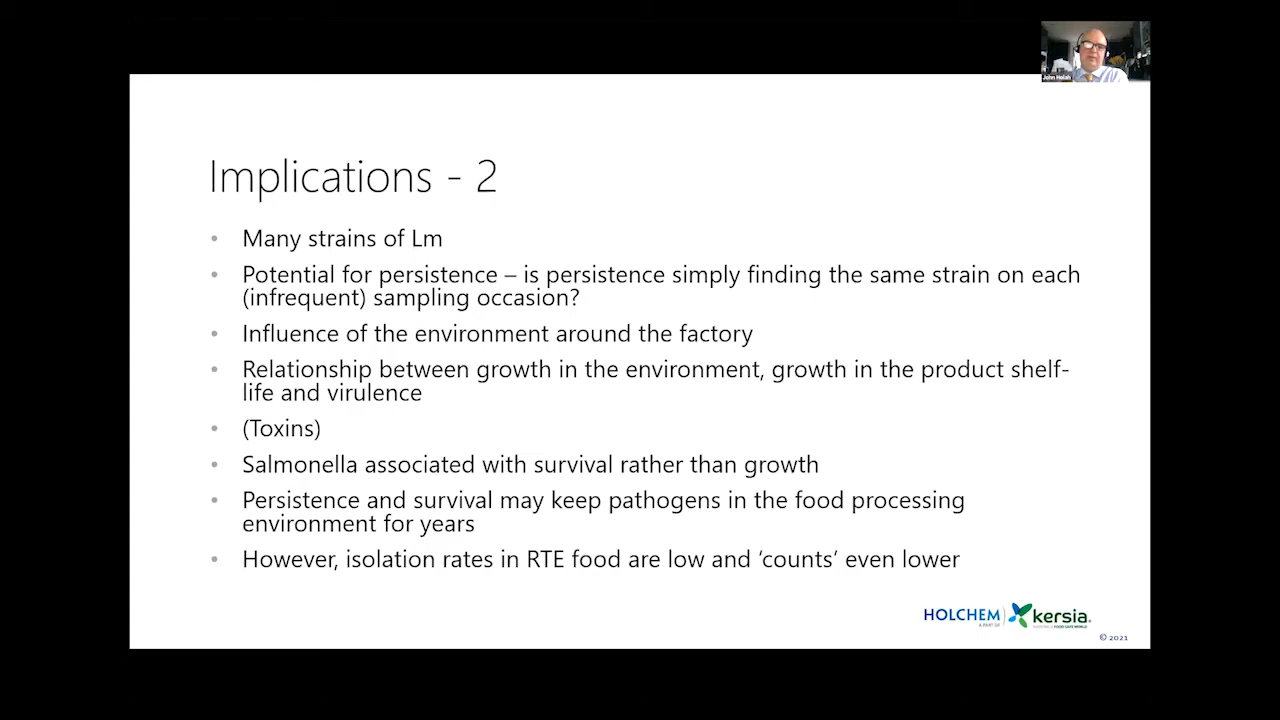 John Holah
Implications - 2
• Many strains of Lm
• Potential for persistence – is persistence simply finding the same strain on each
(infrequent) sampling occasion?
• Influence of the environment around the factory
• Relationship between growth in the environment, growth in the product shelf-
life and virulence
• (Toxins)
• Salmonella associated with survival rather than growth
• Persistence and survival may keep pathogens in the food processing
environment for years
• However, isolation rates in RTE food are low and ‘counts’ even lower
HOLCHEM
A PART OF
kersia
© 2021